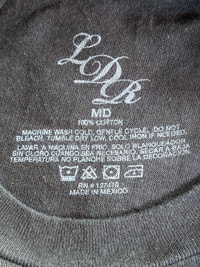 LDR
MD
100% COTTON
MACHINE WASH COLD, GENTLE CYCLE, DO NOT
BLEACH, TUMBLE DRY LOW, COOL IRON IF NEEDED.
LAVAR A MAQUINA EN FRIO, SOLO BLANQUEADOR
SIN CLORO CUANDO SEA NECESARIO, SECAR A BAJA
TEMPERATURA NO PLANCHE SOBRE LA DECORACION.
RN # 127410
MADE IN MEXICO